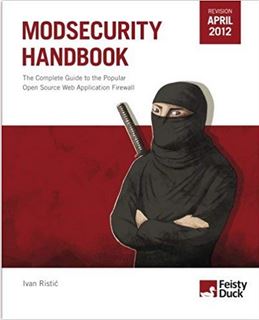 MODSECURITY
HANDBOOK
REVISION
APRIL
2012
The Complete Guide to the Popular
Open Source Web Application Firewall
Ivan Ristić
Feisty
Duck